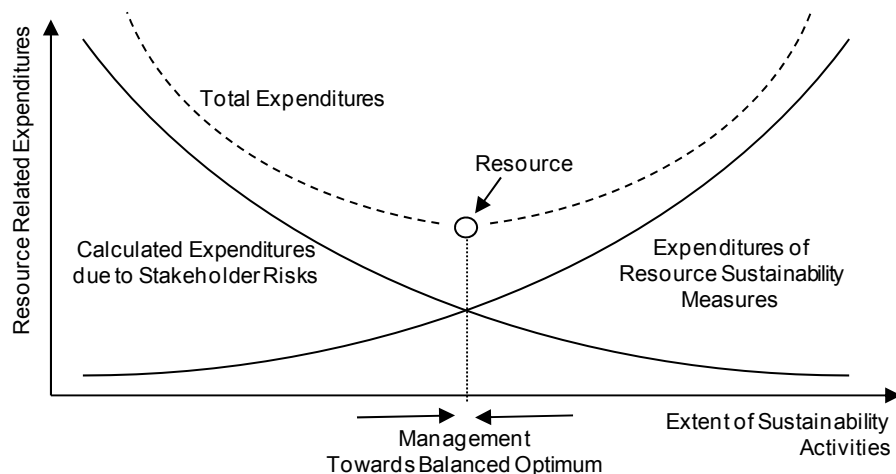 Resource Related Expenditures
Total Expenditures
Resource
Calculated Expenditures
due to Stakeholder Risks
Expenditures of
Resource Sustainability
Measures
Management
Towards Balanced Optimum
Extent of Sustainability
Activities